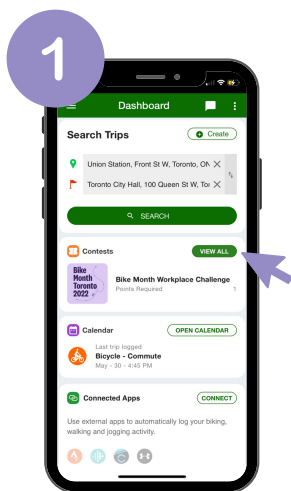 1
Dashboard
Search Trips
Create
Union Station, Front St W, Toronto, ON
Toronto City Hall, 100 Queen St W, Tor
SEARCH
Contests
VIEW ALL
Bike
Month
Toronto
2022
Bike Month Workplace Challenge
Points Required 1
Calendar
OPEN CALENDAR
Last trip logged
Bicycle - Commute
May - 30 - 4:45 PM
Connected Apps
CONNECT
Use external apps to automatically log your biking,
walking and jogging activity.